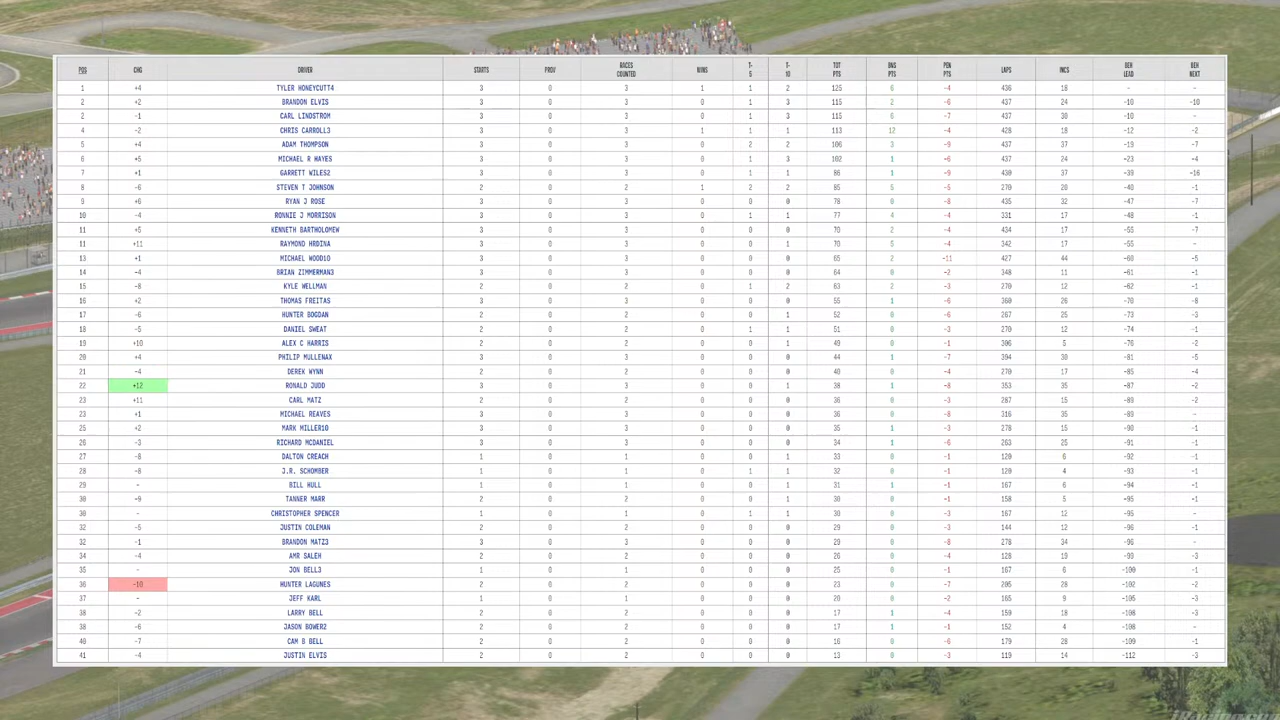 POS CHG DRIVER STARTS PROV RACES COUNTED WINS T-5 T-10 TOT PTS BNS PTS PEN PTS LAPS INCS BEH LEAD BEH NEXT
1 +4 TYLER HONEYCUTT4 3 0 3 1 1 2 125 6 -4 436 18 - -
2 +2 BRANDON ELVIS 3 0 3 0 1 3 115 2 -6 437 24 -10 -10
2 -1 CARL LINDSTROM 3 0 3 0 1 3 115 6 -7 437 30 -10 -
4 -2 CHRIS CARROLL3 3 0 3 1 1 1 113 12 -4 428 18 -12 -2
5 +4 ADAM THOMPSON 3 0 3 0 2 2 106 3 -9 437 37 -19 -7
6 +5 MICHAEL R HAYES 3 0 3 0 1 3 102 1 -6 437 24 -23 -4
7 +1 GARRETT WILES2 3 0 3 0 1 1 86 1 -9 430 37 -39 -16
8 -6 STEVEN T JOHNSON 2 0 2 1 2 2 85 5 -5 270 20 -40 -1
9 +6 RYAN J ROSE 3 0 3 0 0 0 78 0 -8 435 32 -47 -7
10 -4 RONNIE J MORRISON 3 0 3 0 1 1 77 4 -4 331 17 -48 -1
11 +5 KENNETH BARTHOLOMEW 3 0 3 0 0 0 70 2 -4 434 17 -55 -7
11 +11 RAYMOND HRDINA 3 0 3 0 0 1 70 5 -4 342 17 -55 -
13 +1 MICHAEL WOOD10 3 0 3 0 0 0 65 2 -11 427 44 -60 -5
14 -4 BRIAN ZIMMERMAN3 3 0 3 0 0 0 64 0 -2 348 11 -61 -1
15 -8 KYLE WELLMAN 2 0 2 0 1 2 63 2 -3 270 12 -62 -1
16 +2 THOMAS FREITAS 3 0 3 0 0 0 55 1 -6 360 26 -70 -8
17 -6 HUNTER BOGDAN 2 0 2 0 0 1 52 0 -6 267 25 -73 -3
18 -5 DANIEL SWEAT 2 0 2 0 1 1 51 0 -3 270 12 -74 -1
19 +10 ALEX C HARRIS 2 0 2 0 0 1 49 0 -1 306 5 -76 -2
20 +4 PHILIP MULLENAX 3 0 3 0 0 0 44 1 -7 394 30 -81 -5
21 -4 DEREK WYNN 2 0 2 0 0 0 40 0 -4 270 17 -85 -4
22 +12 RONALD JUDD 3 0 3 0 0 1 38 1 -8 353 35 -87 -2
23 +11 CARL MATZ 2 0 2 0 0 0 36 0 -3 287 15 -89 -2
23 +1 MICHAEL REAVES 3 0 3 0 0 0 36 0 -8 316 35 -89 -
25 +2 MARK MILLER10 3 0 3 0 0 0 35 1 -3 278 15 -90 -1
26 -3 RICHARD MCDANIEL 3 0 3 0 0 0 34 1 -6 263 25 -91 -1
27 -8 DALTON CREACH 1 0 1 0 0 1 33 0 -1 120 6 -92 -1
28 -8 J.R. SCHOMBER 1 0 1 0 1 1 32 0 -1 120 4 -93 -1
29 - BILL HULL 1 0 1 0 0 1 31 1 -1 167 6 -94 -1
30 +9 TANNER MARR 2 0 2 0 0 1 30 0 -1 158 5 -95 -1
30 - CHRISTOPHER SPENCER 1 0 1 0 1 1 30 0 -3 167 12 -95 -
32 -5 JUSTIN COLEMAN 2 0 2 0 0 0 29 0 -3 144 12 -96 -1
32 -1 BRANDON MATZ3 3 0 3 0 0 0 29 0 -8 278 34 -96 -
34 -4 AMR SALEH 2 0 2 0 0 0 26 0 -4 128 19 -99 -3
35 - JON BELL3 1 0 1 0 0 0 25 0 -1 167 6 -100 -1
36 -10 HUNTER LAGUNES 2 0 2 0 0 0 23 0 -7 205 28 -102 -2
37 - JEFF KARL 1 0 1 0 0 0 20 0 -2 165 9 -105 -3
38 -2 LARRY BELL 2 0 2 0 0 0 17 1 -4 159 18 -108 -3
38 -6 JASON BOWER2 2 0 2 0 0 0 17 1 -1 152 4 -108 -
40 -7 CAM B BELL 2 0 2 0 0 0 16 0 -6 179 28 -109 -1
41 -4 JUSTIN ELVIS 2 0 2 0 0 0 13 0 -3 119 14 -112 -3